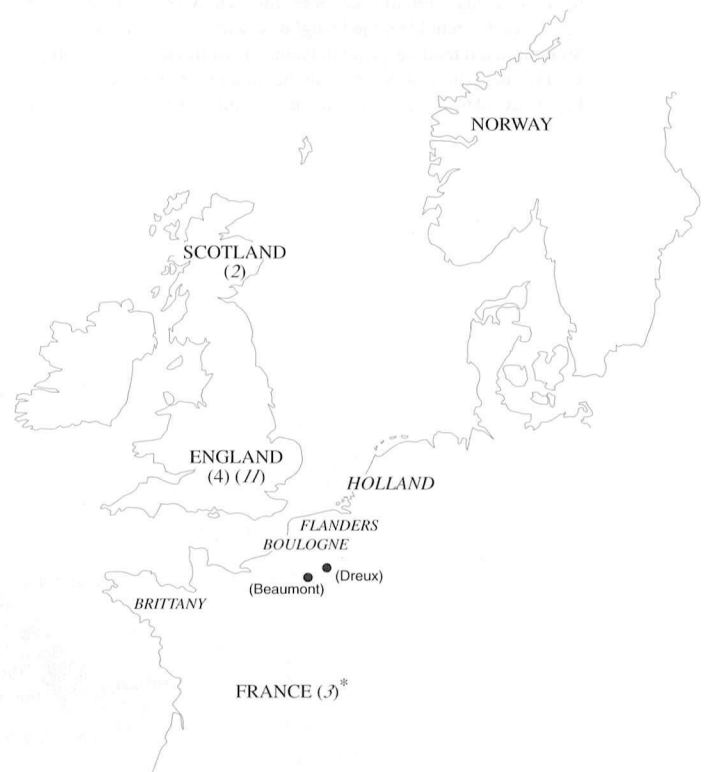 NORWAY
SCOTLAND
(2)
ENGLAND
(4) (11)
HOLLAND
FLANDERS
BOULOGNE
(Dreux)
(Beaumont)
BRITTANY
FRANCE (3)*